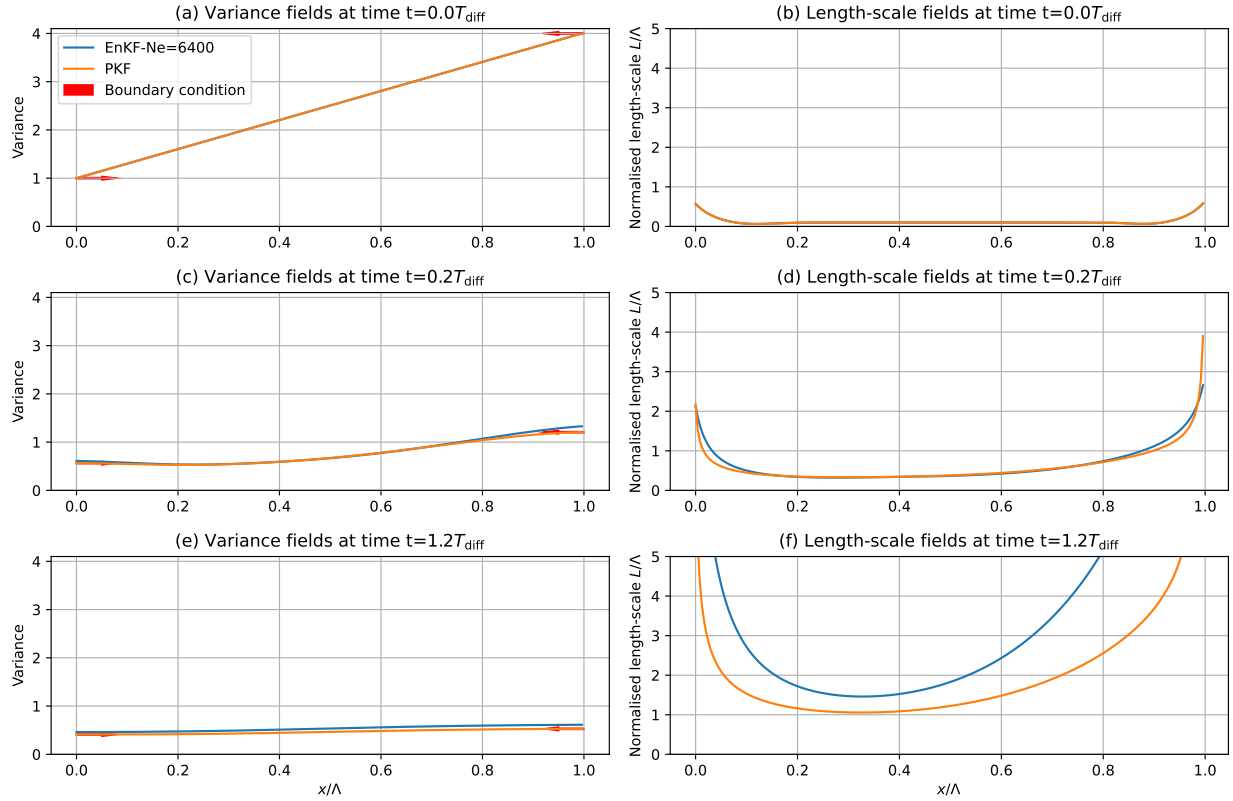 (a) Variance fields at time t=0.0T_diff
Variance
4
3
2
1
0
EnKF-Ne=6400
PKF
Boundary condition
0.0 0.2 0.4 0.6 0.8 1.0
(b) Length-scale fields at time t=0.0T_diff
Normalised length-scale L/Λ
5
4
3
2
1
0
0.0 0.2 0.4 0.6 0.8 1.0
(c) Variance fields at time t=0.2T_diff
Variance
4
3
2
1
0
0.0 0.2 0.4 0.6 0.8 1.0
(d) Length-scale fields at time t=0.2T_diff
Normalised length-scale L/Λ
5
4
3
2
1
0
0.0 0.2 0.4 0.6 0.8 1.0
(e) Variance fields at time t=1.2T_diff
Variance
4
3
2
1
0
0.0 0.2 0.4 0.6 0.8 1.0
x/Λ
(f) Length-scale fields at time t=1.2T_diff
Normalised length-scale L/Λ
5
4
3
2
1
0
0.0 0.2 0.4 0.6 0.8 1.0
x/Λ